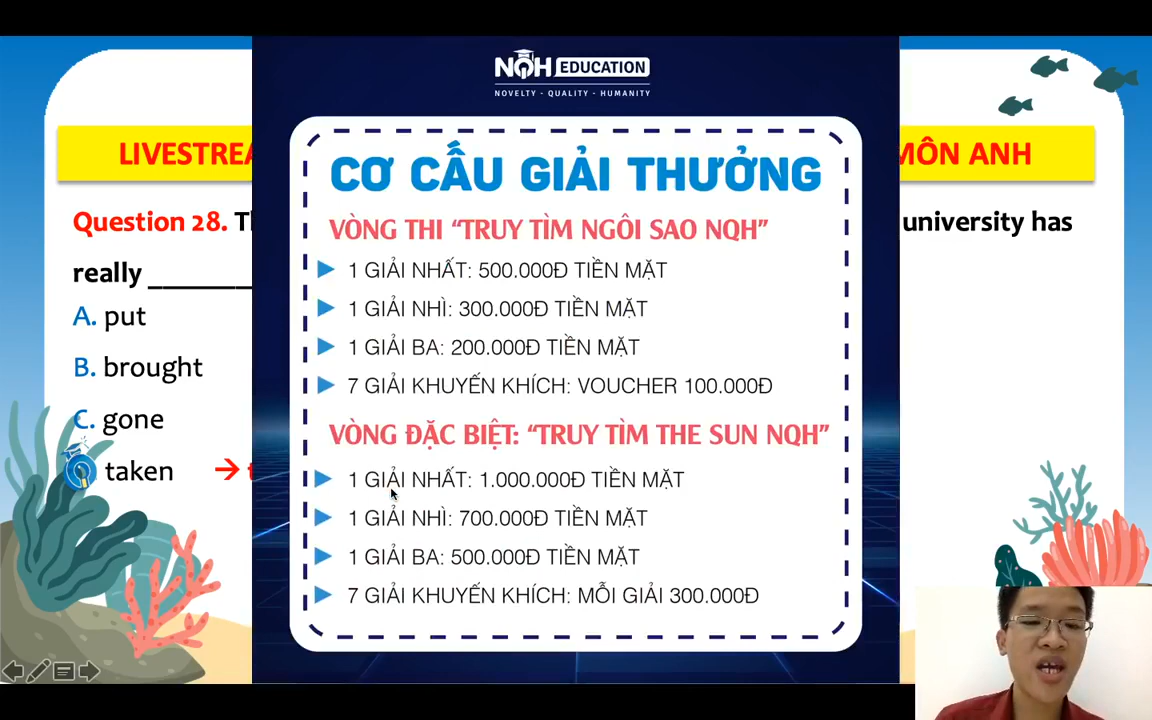 NQH EDUCATION
NOVELTY - QUALITY - HUMANITY
CƠ CẤU GIẢI THƯỞNG
VÒNG THI “TRUY TÌM NGÔI SAO NQH”
1 GIẢI NHẤT: 500.000Đ TIỀN MẶT
1 GIẢI NHÌ: 300.000Đ TIỀN MẶT
1 GIẢI BA: 200.000Đ TIỀN MẶT
7 GIẢI KHUYẾN KHÍCH: VOUCHER 100.000Đ
VÒNG ĐẶC BIỆT: “TRUY TÌM THE SUN NQH”
1 GIẢI NHẤT: 1.000.000Đ TIỀN MẶT
1 GIẢI NHÌ: 700.000Đ TIỀN MẶT
1 GIẢI BA: 500.000Đ TIỀN MẶT
7 GIẢI KHUYẾN KHÍCH: MỖI GIẢI 300.000Đ
MÔN ANH
Question 28. university has
really ________
A. put
B. brought
C. gone
taken →